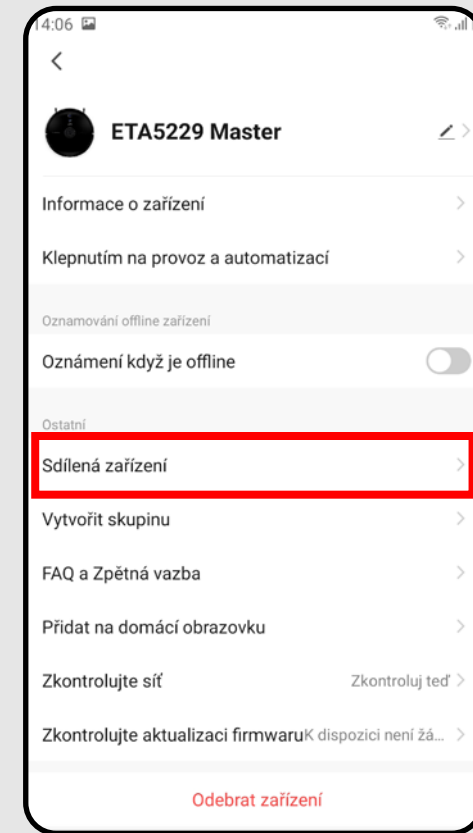 14:06
ETA5229 Master
Informace o zařízení
Klepnutím na provoz a automatizací
Oznamování offline zařízení
Oznámení když je offline
Ostatní
Sdílená zařízení
Vytvořit skupinu
FAQ a Zpětná vazba
Přidat na domácí obrazovku
Zkontrolujte síť Zkontroluj teď
Zkontrolujte aktualizaci firmwaru K dispozici není žá...
Odebrat zařízení